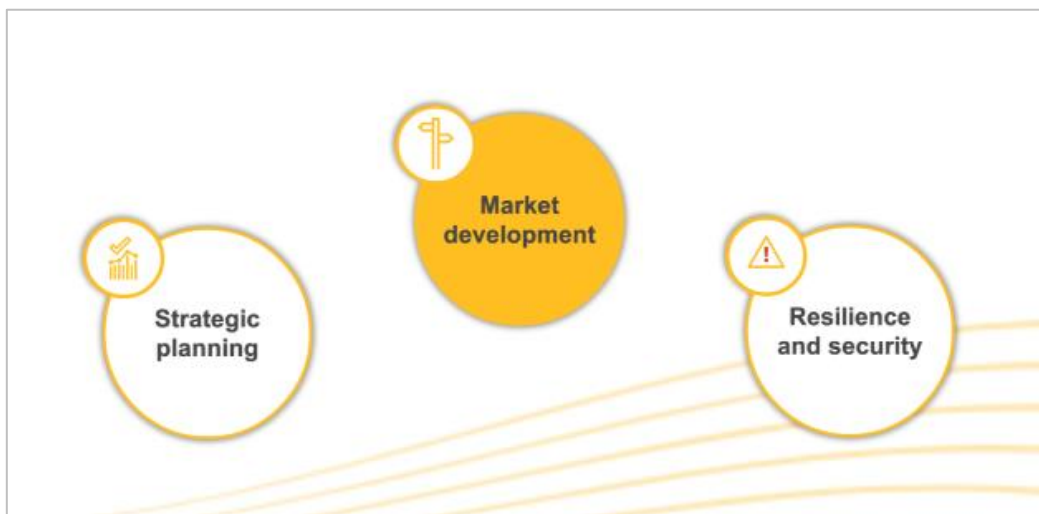 Market
development
Strategic
planning
Resilience
and security